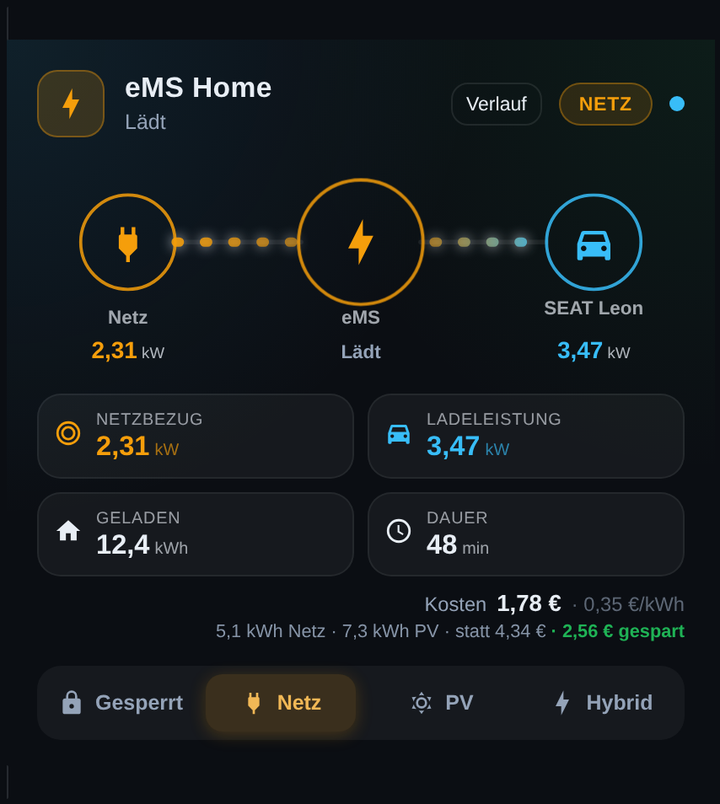 eMS Home
Lädt
Verlauf
NETZ
Netz
2,31 kW
eMS
Lädt
SEAT Leon
3,47 kW
NETZBEZUG
2,31 kW
LADELEISTUNG
3,47 kW
GELADEN
12,4 kWh
DAUER
48 min
Kosten 1,78 € · 0,35 €/kWh
5,1 kWh Netz · 7,3 kWh PV · statt 4,34 € · 2,56 € gespart
Gesperrt
Netz
PV
Hybrid